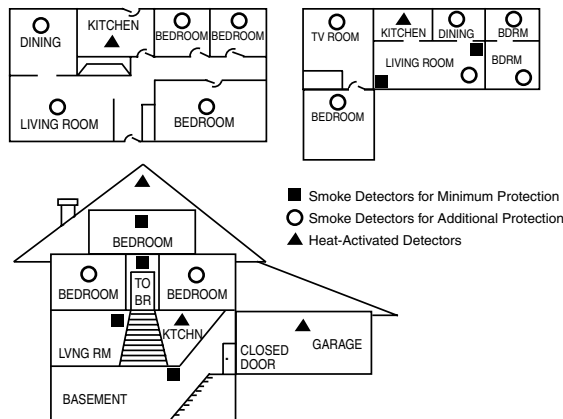 KITCHEN
DINING
BEDROOM BEDROOM
LIVING ROOM
BEDROOM
TV ROOM
KITCHEN
DINING
BDRM
LIVING ROOM
BDRM
BEDROOM
Smoke Detectors for Minimum Protection
Smoke Detectors for Additional Protection
Heat-Activated Detectors
BEDROOM
BEDROOM
TO
BR
BEDROOM
LVNG RM
KTCHN
CLOSED
DOOR
GARAGE
BASEMENT